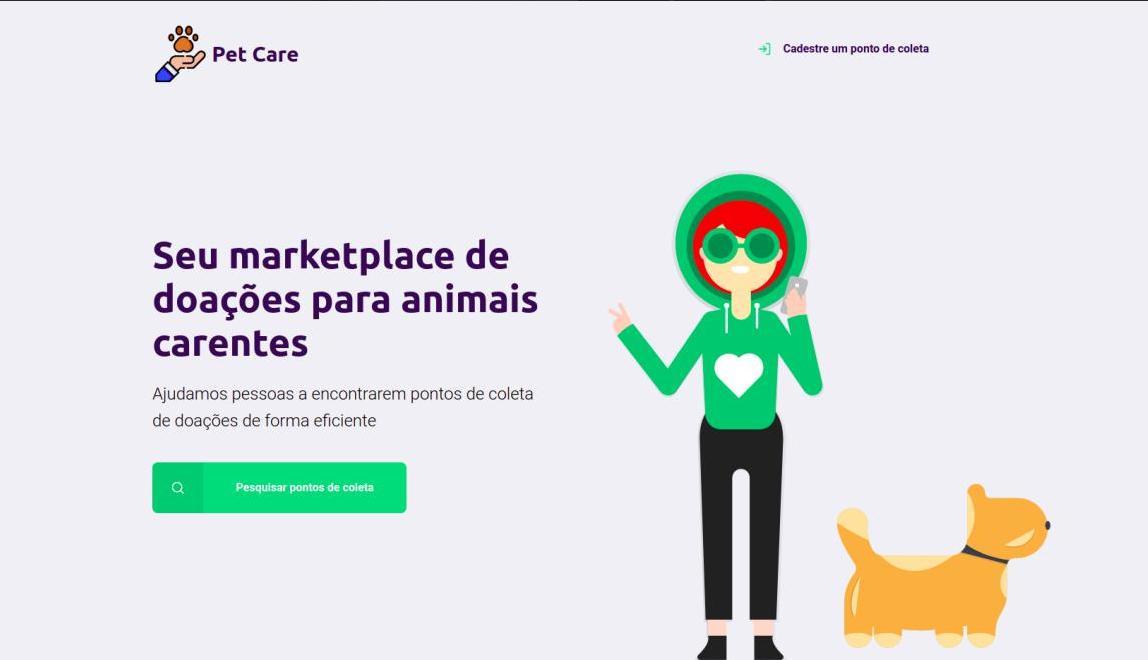 Pet Care
Cadastre um ponto de coleta
Seu marketplace de
doações para animais
carentes
Ajudamos pessoas a encontrarem pontos de coleta
de doações de forma eficiente
Pesquisar pontos de coleta